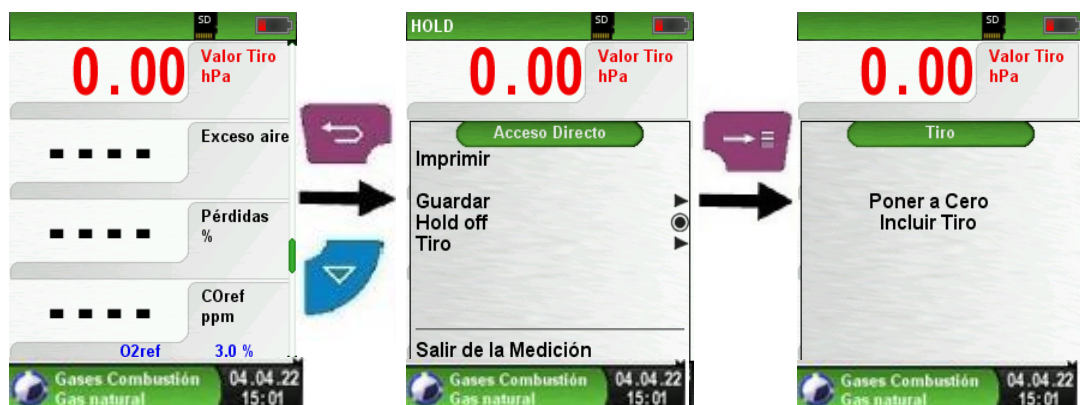 SD
0.00
Valor Tiro
hPa
- - - -
Exceso aire
- - - -
Pérdidas
%
- - - -
COref
ppm
O2ref 3.0 %
Gases Combustión 04.04.22
Gas natural 15:01
HOLD SD
0.00
Valor Tiro
hPa
Acceso Directo
Imprimir
Guardar
Hold off
Tiro
Salir de la Medición
Gases Combustión 04.04.22
Gas natural 15:01
SD
0.00
Valor Tiro
hPa
Tiro
Poner a Cero
Incluir Tiro
Gases Combustión 04.04.22
Gas natural 15:01